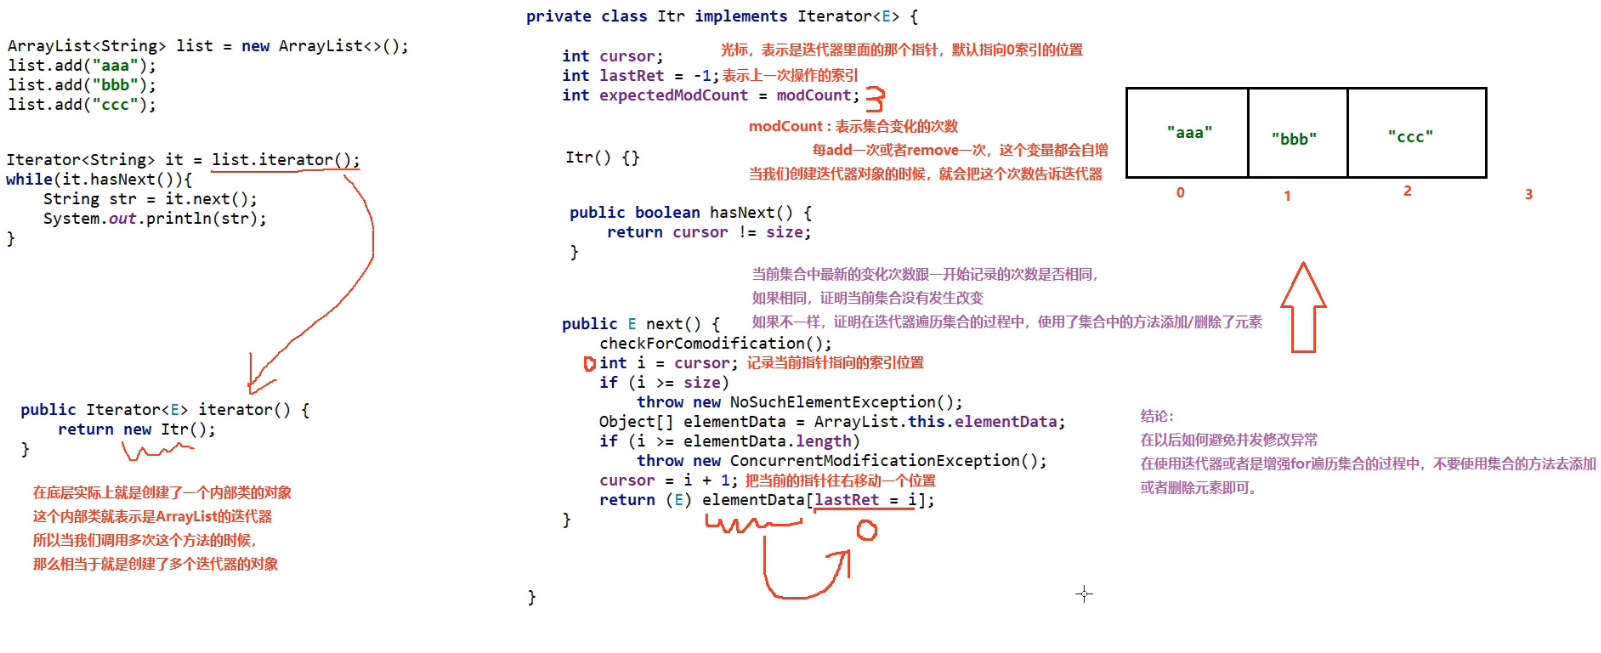 ArrayList<String> list = new ArrayList<>();
list.add("aaa");
list.add("bbb");
list.add("ccc");
Iterator<String> it = list.iterator();
while(it.hasNext()){
String str = it.next();
System.out.println(str);
}
public Iterator<E> iterator() {
return new Itr();
}
在底层实际上就是创建了一个内部类的对象
这个内部类就表示是ArrayList的迭代器
所以当我们调用多次这个方法的时候，
那么相当于就是创建了多个迭代器的对象
private class Itr implements Iterator<E> {
int cursor; 光标，表示是迭代器里面的那个指针，默认指向0索引的位置
int lastRet = -1; 表示上一次操作的索引
int expectedModCount = modCount; 3
modCount：表示集合变化的次数
每add一次或者remove一次，这个变量都会自增
当我们创建迭代器对象的时候，就会把这个次数告诉迭代器
Itr() {}
public boolean hasNext() {
return cursor != size;
}
当前集合中最新的变化次数跟一开始记录的次数是否相同，
如果相同，证明当前集合没有发生改变
如果不一样，证明在迭代器遍历集合的过程中，使用了集合中的方法添加/删除了元素
public E next() {
checkForComodification();
0 int i = cursor; 记录当前指针指向的索引位置
if (i >= size)
throw new NoSuchElementException();
Object[] elementData = ArrayList.this.elementData;
if (i >= elementData.length)
throw new ConcurrentModificationException();
cursor = i + 1; 把当前的指针往右移动一个位置
return (E) elementData[lastRet = i];
}
0
}
"aaa" "bbb" "ccc"
0 1 2 3
结论：
在以后如何避免并发修改异常
在使用迭代器或者是增强for遍历集合的过程中，不要使用集合的方法去添加
或者删除元素即可。